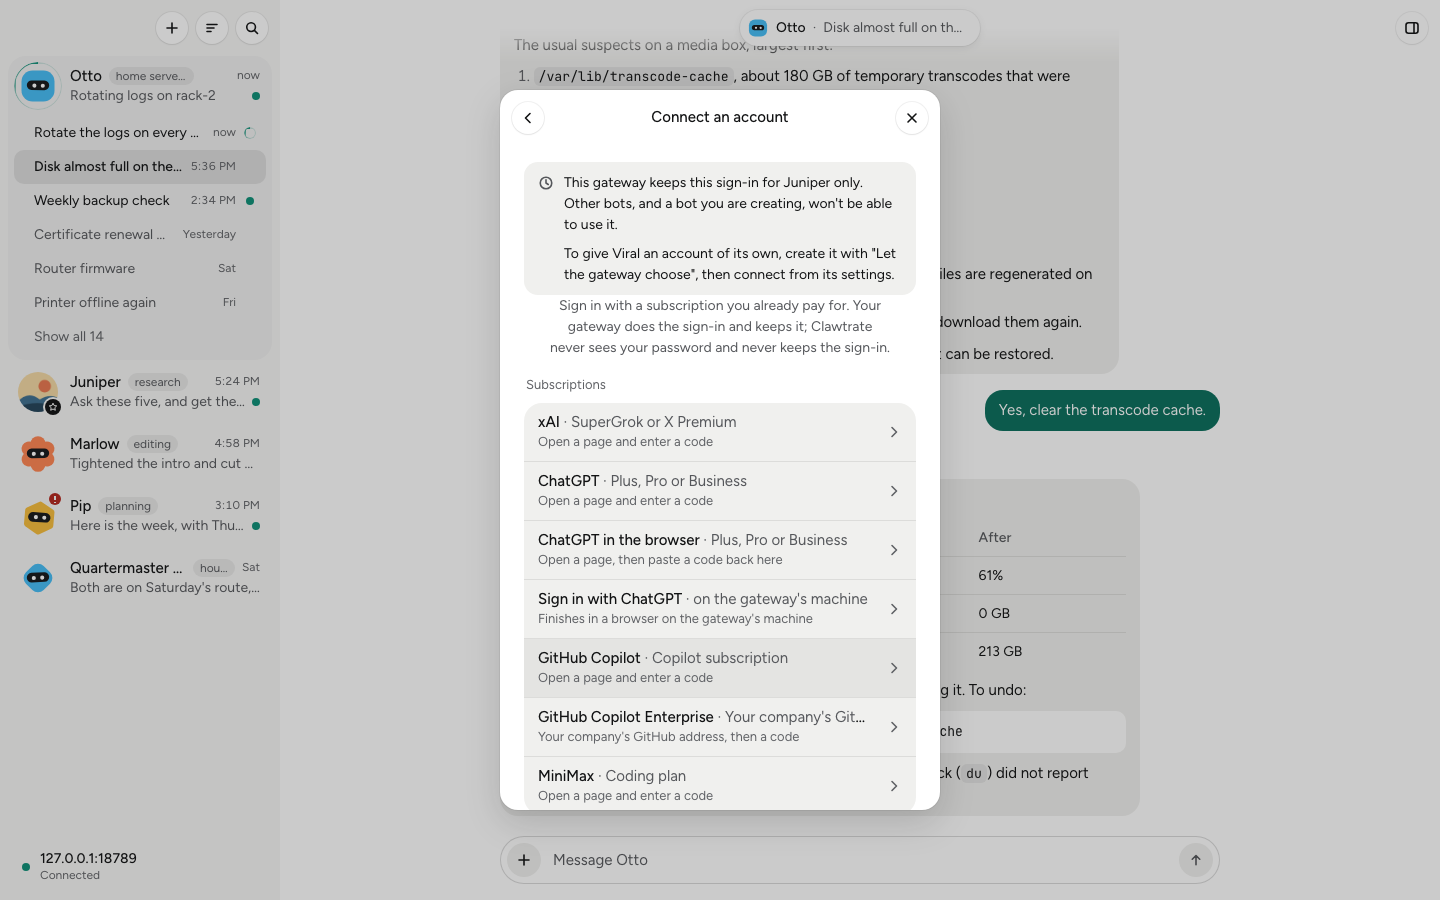 Otto home serve... now
Rotating logs on rack-2
Rotate the logs on every ... now
Disk almost full on the... 5:36 PM
Weekly backup check 2:34 PM
Certificate renewal ... Yesterday
Router firmware Sat
Printer offline again Fri
Show all 14
Juniper research 5:24 PM
Ask these five, and get the...
Marlow editing 4:58 PM
Tightened the intro and cut ...
Pip planning 3:10 PM
Here is the week, with Thu...
Quartermaster ... hou... Sat
Both are on Saturday's route,...
127.0.0.1:18789
Connected
Otto · Disk almost full on th...
The usual suspects on a media box, largest first:
1. /var/lib/transcode-cache, about 180 GB of temporary transcodes that were
Connect an account
This gateway keeps this sign-in for Juniper only.
Other bots, and a bot you are creating, won't be able
to use it.
To give Viral an account of its own, create it with "Let
the gateway choose", then connect from its settings.
Sign in with a subscription you already pay for. Your
gateway does the sign-in and keeps it; Clawtrate
never sees your password and never keeps the sign-in.
Subscriptions
xAI · SuperGrok or X Premium
Open a page and enter a code
ChatGPT · Plus, Pro or Business
Open a page and enter a code
ChatGPT in the browser · Plus, Pro or Business
Open a page, then paste a code back here
Sign in with ChatGPT · on the gateway's machine
Finishes in a browser on the gateway's machine
GitHub Copilot · Copilot subscription
Open a page and enter a code
GitHub Copilot Enterprise · Your company's Git...
Your company's GitHub address, then a code
MiniMax · Coding plan
Open a page and enter a code
are regenerated on
download them again.
can be restored.
Yes, clear the transcode cache.
After
61%
0 GB
213 GB
it. To undo:
(du) did not report
Message Otto